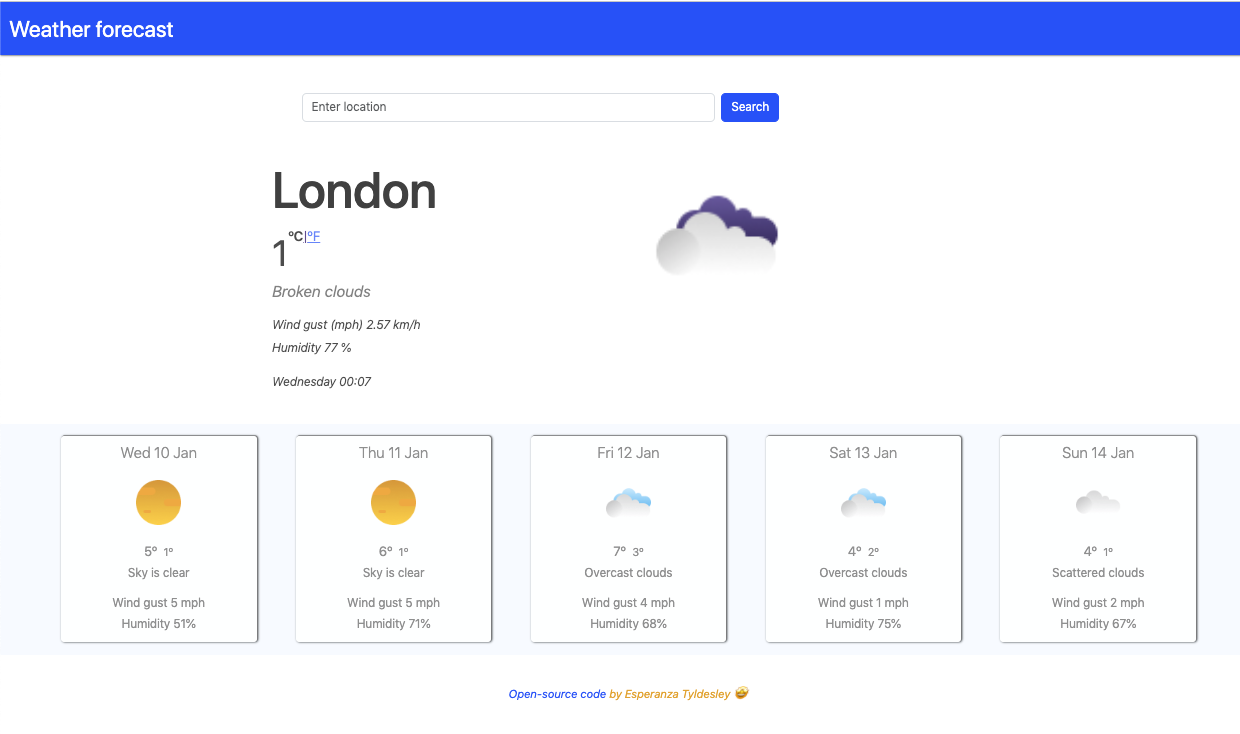 Weather forecast
Enter location
Search
London
1 °C|°F
Broken clouds
Wind gust (mph) 2.57 km/h
Humidity 77 %
Wednesday 00:07
Wed 10 Jan
5° 1°
Sky is clear
Wind gust 5 mph
Humidity 51%
Thu 11 Jan
6° 1°
Sky is clear
Wind gust 5 mph
Humidity 71%
Fri 12 Jan
7° 3°
Overcast clouds
Wind gust 4 mph
Humidity 68%
Sat 13 Jan
4° 2°
Overcast clouds
Wind gust 1 mph
Humidity 75%
Sun 14 Jan
4° 1°
Scattered clouds
Wind gust 2 mph
Humidity 67%
Open-source code by Esperanza Tyldesley